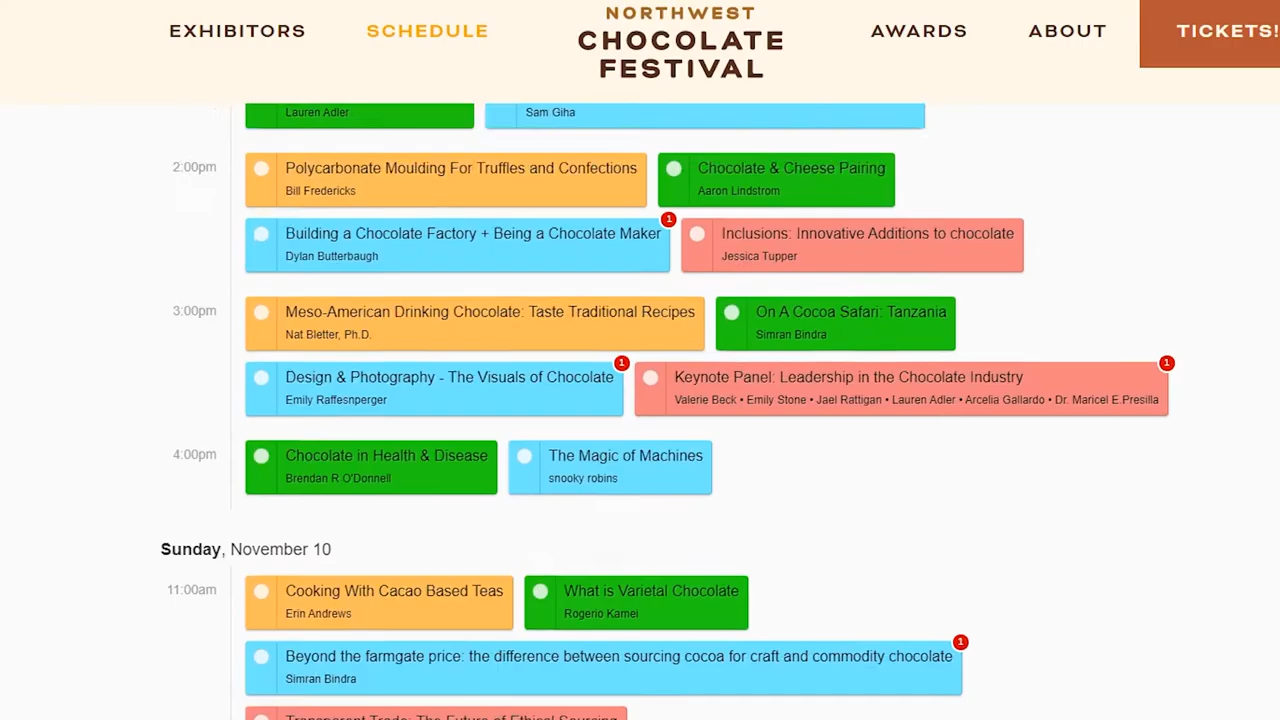 EXHIBITORS
SCHEDULE
NORTHWEST
CHOCOLATE
FESTIVAL
AWARDS
ABOUT
TICKETS!
Lauren Adler
Sam Giha
2:00pm
Polycarbonate Moulding For Truffles and Confections
Bill Fredericks
Chocolate & Cheese Pairing
Aaron Lindstrom
Building a Chocolate Factory + Being a Chocolate Maker
1
Dylan Butterbaugh
Inclusions: Innovative Additions to chocolate
Jessica Tupper
3:00pm
Meso-American Drinking Chocolate: Taste Traditional Recipes
Nat Bletter, Ph.D.
On A Cocoa Safari: Tanzania
Simran Bindra
Design & Photography - The Visuals of Chocolate
1
Emily Raffesnperger
Keynote Panel: Leadership in the Chocolate Industry
1
Valerie Beck • Emily Stone • Jael Rattigan • Lauren Adler • Arcelia Gallardo • Dr. Maricel E.Presilla
4:00pm
Chocolate in Health & Disease
Brendan R O'Donnell
The Magic of Machines
snooky robins
Sunday, November 10
11:00am
Cooking With Cacao Based Teas
Erin Andrews
What is Varietal Chocolate
Rogerio Kamei
Beyond the farmgate price: the difference between sourcing cocoa for craft and commodity chocolate
1
Simran Bindra
Transparent Trade: The Future of Ethical Sourcing